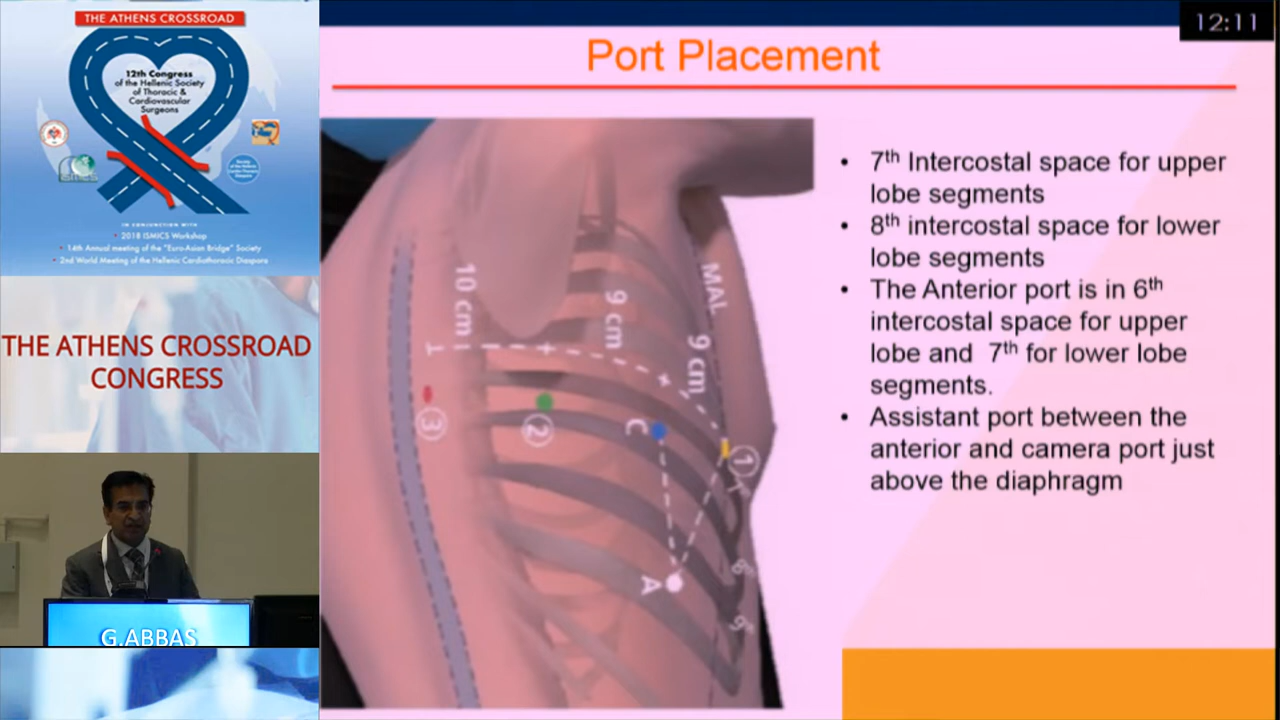 THE ATHENS CROSSROAD
12th Congress
of the Hellenic Society
of Thoracic &
Cardiovascular
Surgeons
IN CONJUNCTION WITH
• 2018 ISMICS Workshop
• 14th Annual meeting of the "Euro-Asian Bridge" Society
• 2nd World Meeting of the Hellenic Cardiothoracic Diaspora
THE ATHENS CROSSROAD
CONGRESS
G.ABBAS
12:11
Port Placement
10 cm
9 cm
MAL
9 cm
T
3
2
C
1
A
8
9
• 7th Intercostal space for upper
lobe segments
• 8th intercostal space for lower
lobe segments
• The Anterior port is in 6th
intercostal space for upper
lobe and 7th for lower lobe
segments.
• Assistant port between the
anterior and camera port just
above the diaphragm